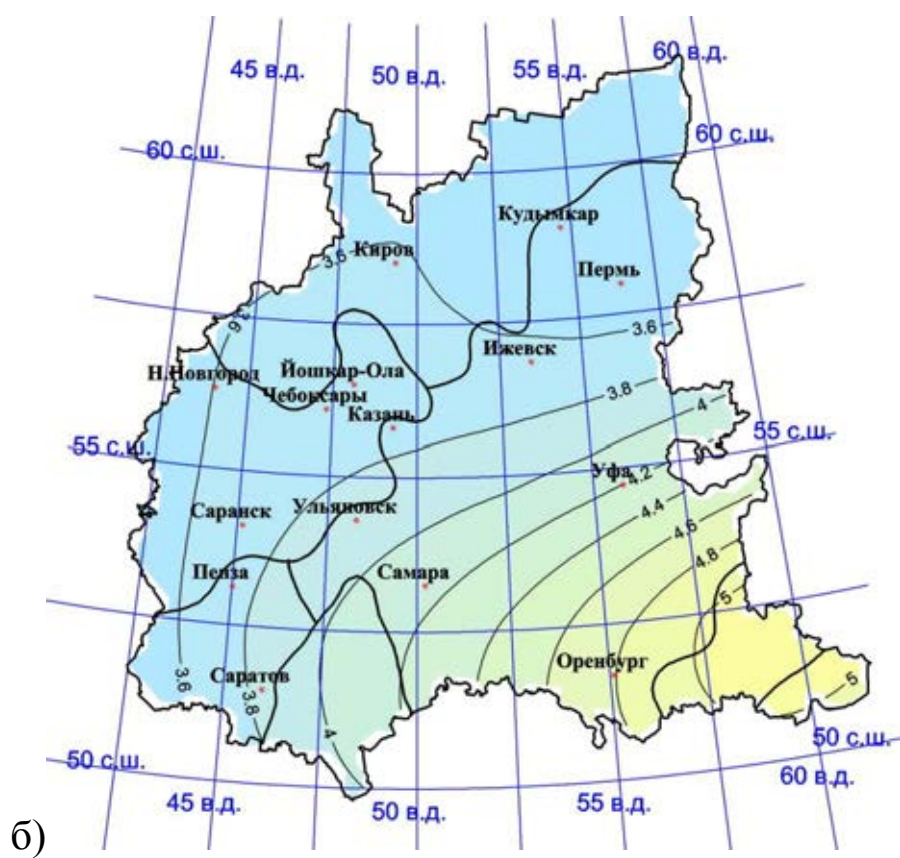 60 в.д.
45 в.д.
50 в.д.
55 в.д.
60 с.ш.
60 с.ш.
Кудымкар
Киров
3.6
Пермь
3.6
3.6
Ижевск
Н.Новгород
Йошкар-Ола
Чебоксары
3.8
4
Казань
55 с.ш.
55 с.ш.
Уфа
4.2
4.4
Саранск
Ульяновск
4.6
4.8
Пенза
Самара
5
Оренбург
Саратов
3.6
3.8
5
4
50 с.ш.
50 с.ш.
60 в.д.
45 в.д.
50 в.д.
55 в.д.
б)